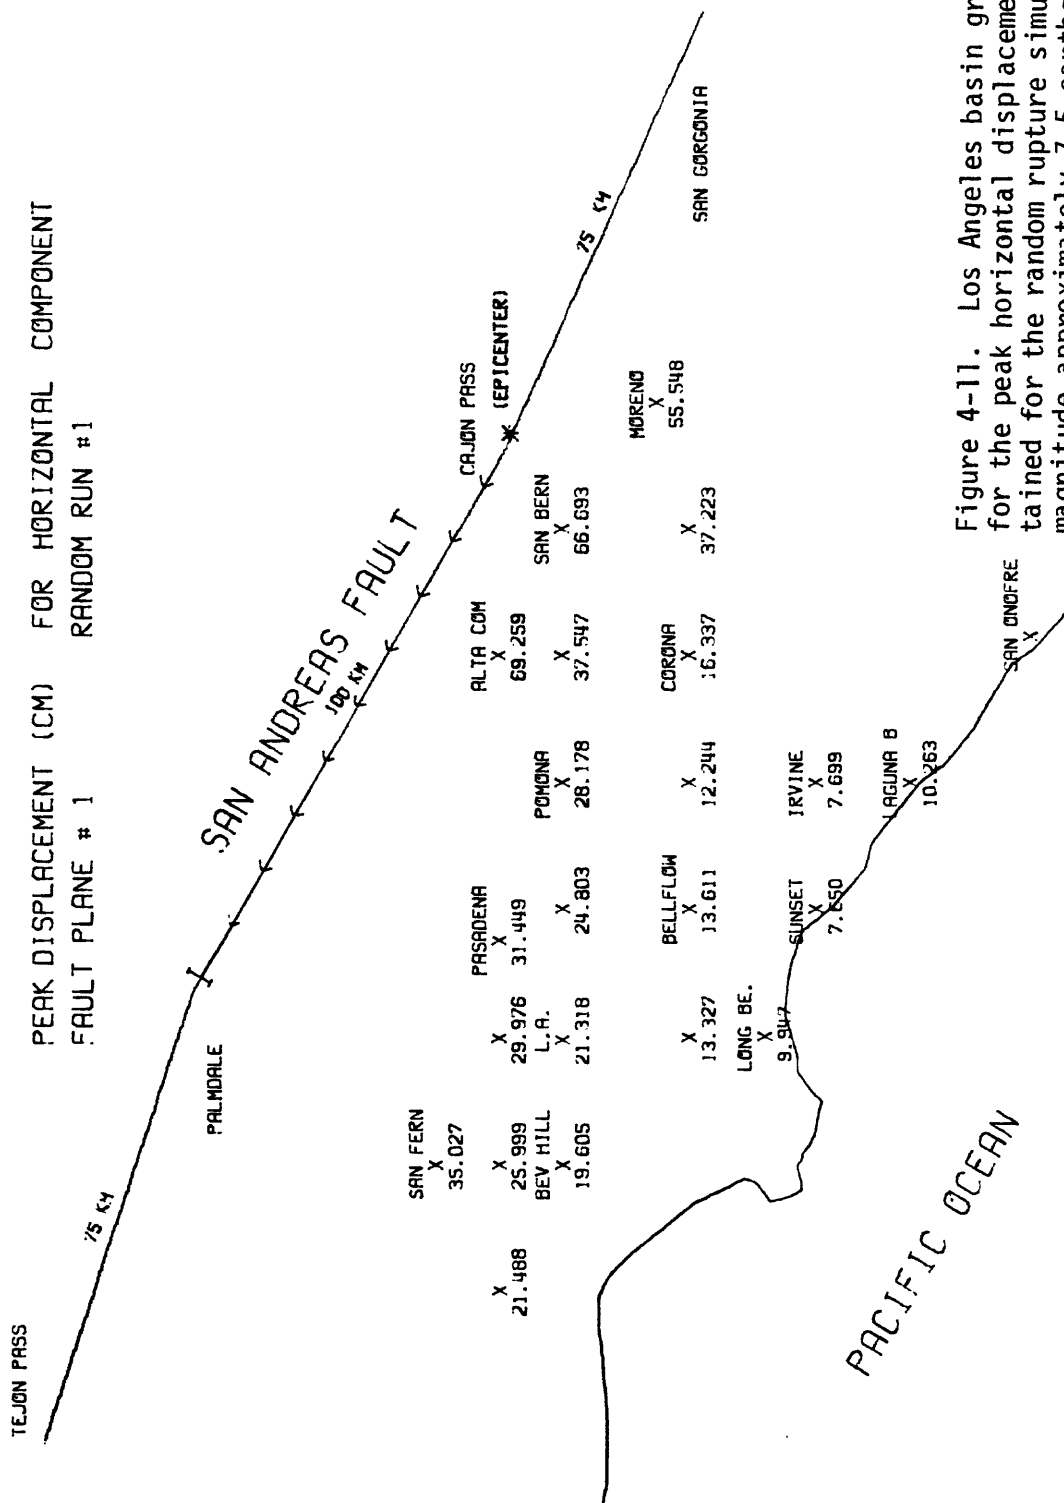 PEAK DISPLACEMENT (CM) FOR HORIZONTAL COMPONENT
FAULT PLANE # 1 RANDOM RUN #1
TEJON PASS
75 KM
PALMDALE
SAN ANDREAS FAULT
100 KM
CAJON PASS
(EPICENTER)
75 KM
SAN GORGONIA
SAN FERN
X
35.027
X
21.488
X
25.999
X
29.976
PASADENA
X
31.449
ALTA COM
X
69.259
BEV HILL
X
19.605
L.A.
X
21.318
X
24.803
POMONA
X
28.178
X
37.547
SAN BERN
X
66.693
MORENO
X
55.548
X
13.327
BELLFLOW
X
13.611
X
12.244
CORONA
X
16.337
X
37.223
LONG BE.
X
9.947
SUNSET
X
7.650
IRVINE
X
7.699
LAGUNA B
X
10.263
SAN ONOFRE
X
PACIFIC OCEAN
Figure 4-11. Los Angeles basin gr
for the peak horizontal displaceme
tained for the random rupture simu
magnitude approximately 7.5 earthq